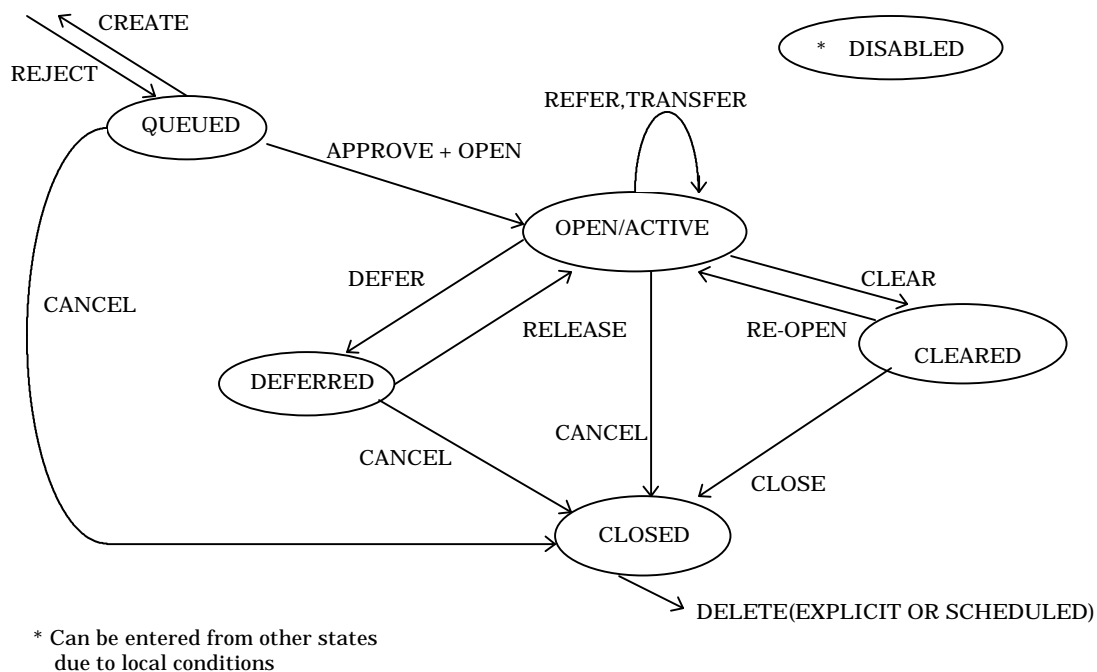 CREATE
* DISABLED
REJECT
REFER,TRANSFER
QUEUED
APPROVE + OPEN
OPEN/ACTIVE
DEFER
CLEAR
CANCEL
RELEASE
RE-OPEN
CLEARED
DEFERRED
CANCEL
CANCEL
CLOSE
CLOSED
DELETE(EXPLICIT OR SCHEDULED)
* Can be entered from other states
due to local conditions